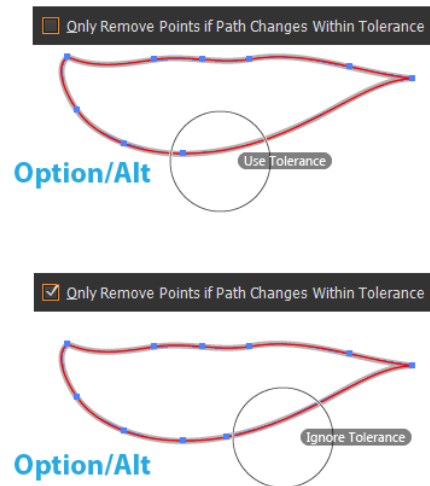 Only Remove Points if Path Changes Within Tolerance
Use Tolerance
Option/Alt
Only Remove Points if Path Changes Within Tolerance
Ignore Tolerance
Option/Alt